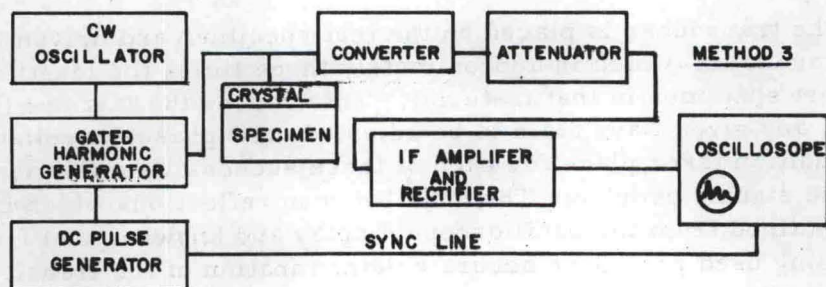 CW
OSCILLATOR
CONVERTER
ATTENUATOR
METHOD 3
CRYSTAL
SPECIMEN
GATED
HARMONIC
GENERATOR
IF AMPLIFER
AND
RECTIFIER
OSCILLOSOPE
DC PULSE
GENERATOR
SYNC LINE